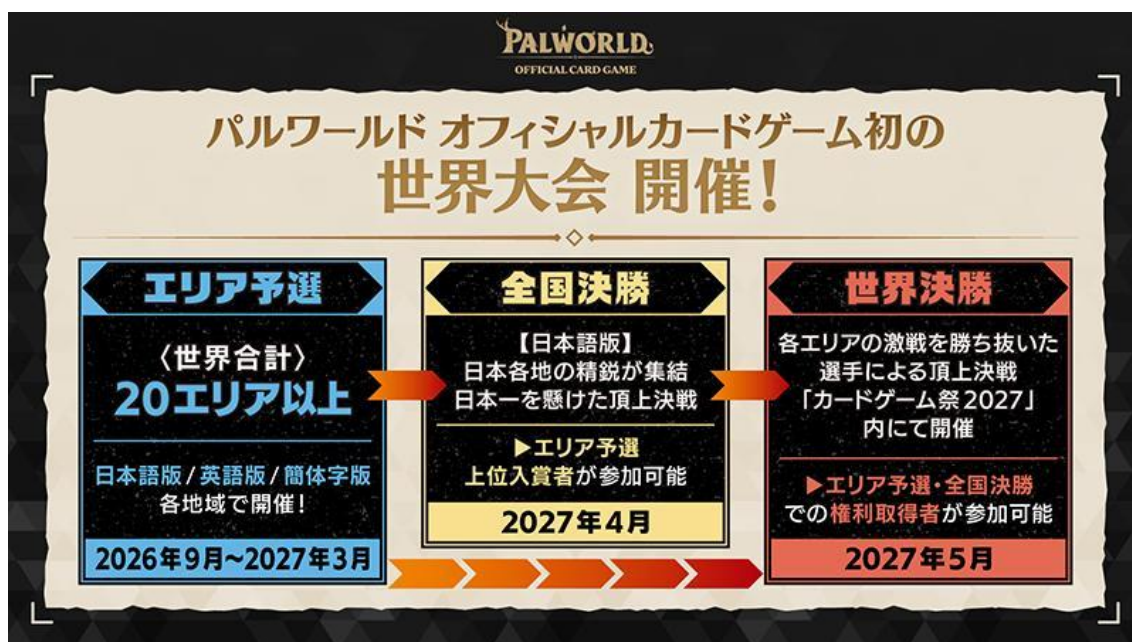 PALWORLD
OFFICIAL CARD GAME
パルワールド オフィシャルカードゲーム初の
世界大会 開催！
エリア予選
〈世界合計〉
20エリア以上
日本語版/英語版/簡体字版
各地域で開催！
2026年9月~2027年3月
全国決勝
【日本語版】
日本各地の精鋭が集結
日本一を懸けた頂上決戦
▶エリア予選
上位入賞者が参加可能
2027年4月
世界決勝
各エリアの激戦を勝ち抜いた
選手による頂上決戦
「カードゲーム祭2027」
内にて開催
▶エリア予選・全国決勝
での権利取得者が参加可能
2027年5月